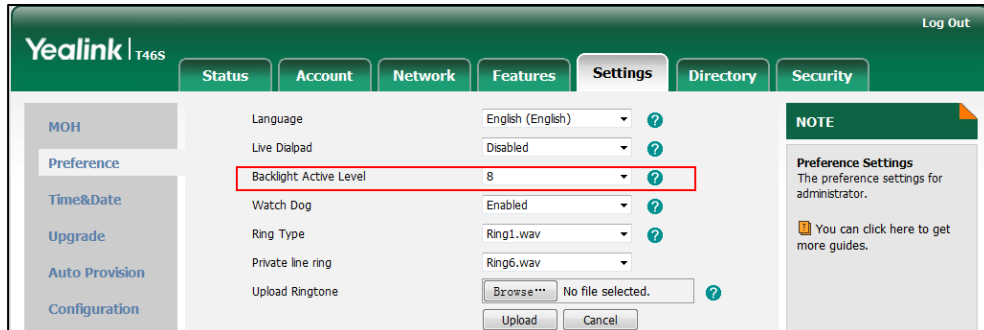 Log Out
Yealink T46S
Status Account Network Features Settings Directory Security
MOH
Preference
Time&Date
Upgrade
Auto Provision
Configuration
Language English (English) ?
Live Dialpad Disabled ?
Backlight Active Level 8 ?
Watch Dog Enabled ?
Ring Type Ring1.wav ?
Private line ring Ring6.wav
Upload Ringtone Browse… No file selected. ?
Upload Cancel
NOTE
Preference Settings
The preference settings for
administrator.
? You can click here to get
more guides.